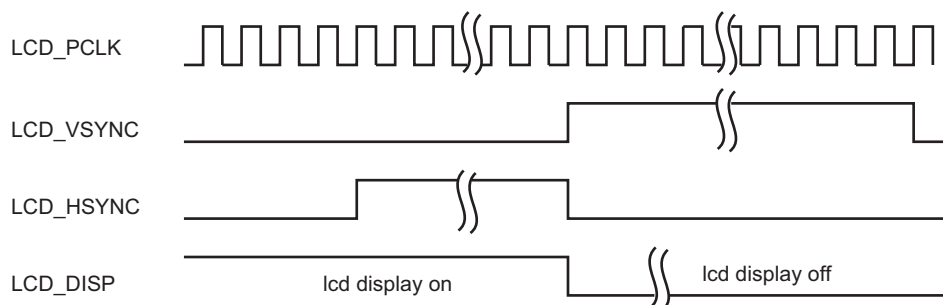 LCD_PCLK
LCD_VSYNC
LCD_HSYNC
LCD_DISP
lcd display on
lcd display off